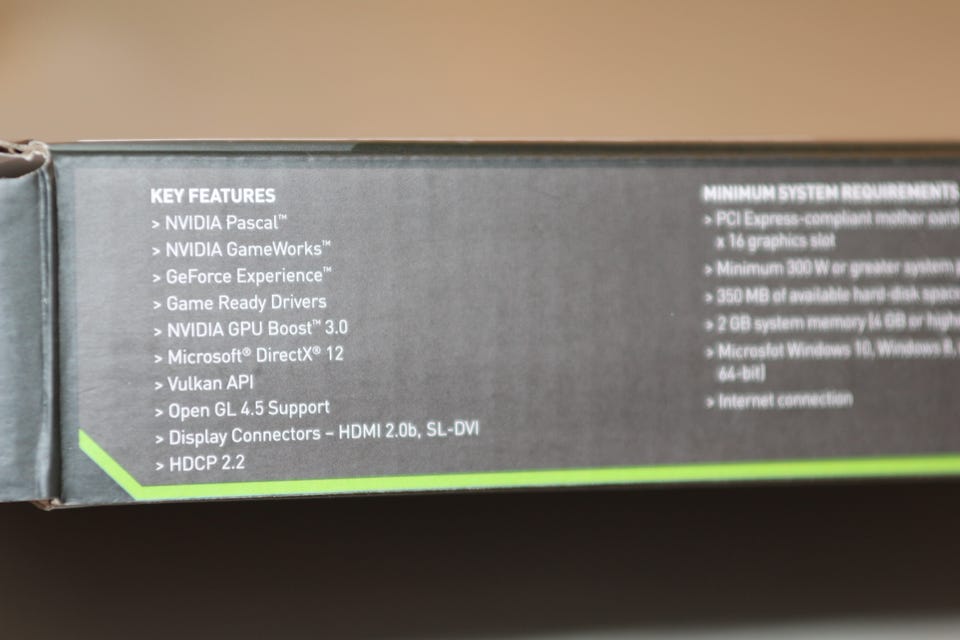 KEY FEATURES
> NVIDIA Pascal™
> NVIDIA GameWorks™
> GeForce Experience™
> Game Ready Drivers
> NVIDIA GPU Boost™ 3.0
> Microsoft® DirectX® 12
> Vulkan API
> Open GL 4.5 Support
> Display Connectors – HDMI 2.0b, SL-DVI
> HDCP 2.2
MINIMUM SYSTEM REQUIREMENTS
> PCI Express-compliant mother
x 16 graphics slot
> Minimum 300 W or greater system
> 350 MB of available hard-disk space
> 2 GB system memory (4 GB or
> Microsfot Windows 10, Windows 8,
64-bit)
> Internet connection